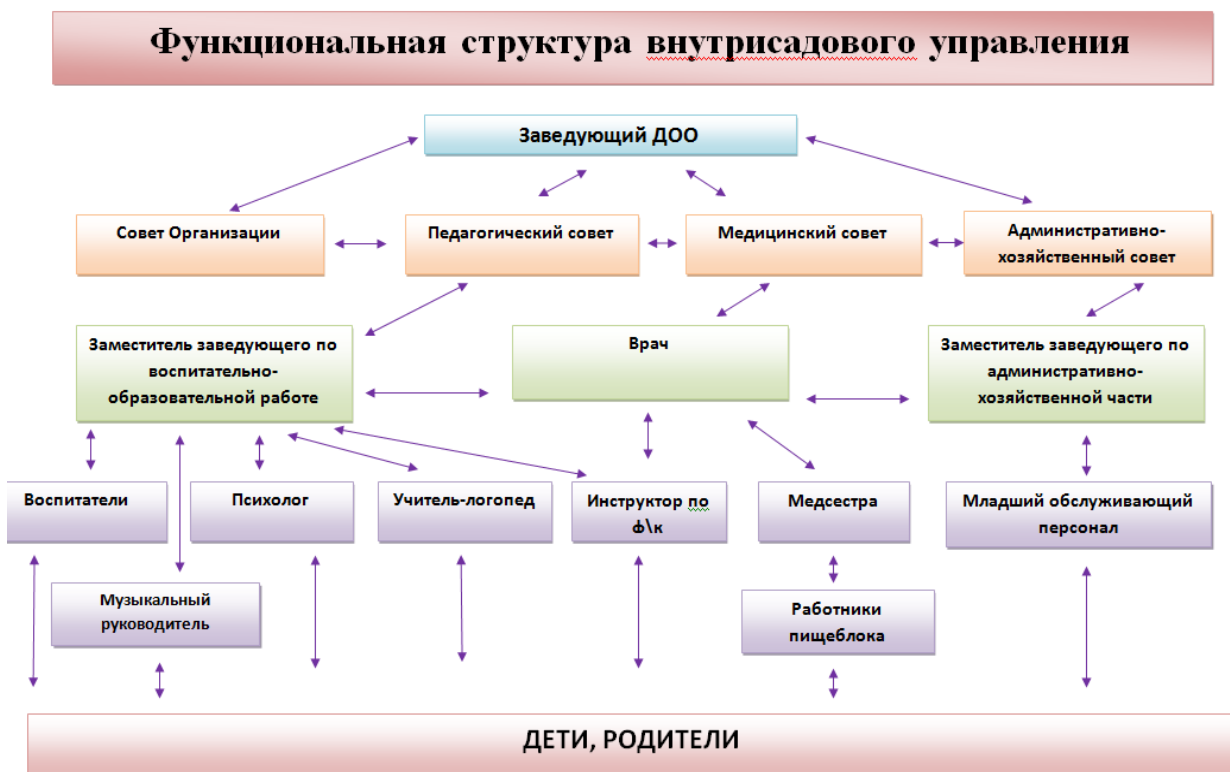 Функциональная структура внутрисадового управления
Заведующий ДОО
Совет Организации
Педагогический совет
Медицинский совет
Административно-
хозяйственный совет
Заместитель заведующего по
воспитательно-
образовательной работе
Врач
Заместитель заведующего по
административно-
хозяйственной части
Воспитатели
Психолог
Учитель-логопед
Инструктор по
ф\к
Медсестра
Младший обслуживающий
персонал
Музыкальный
руководитель
Работники
пищеблока
ДЕТИ, РОДИТЕЛИ